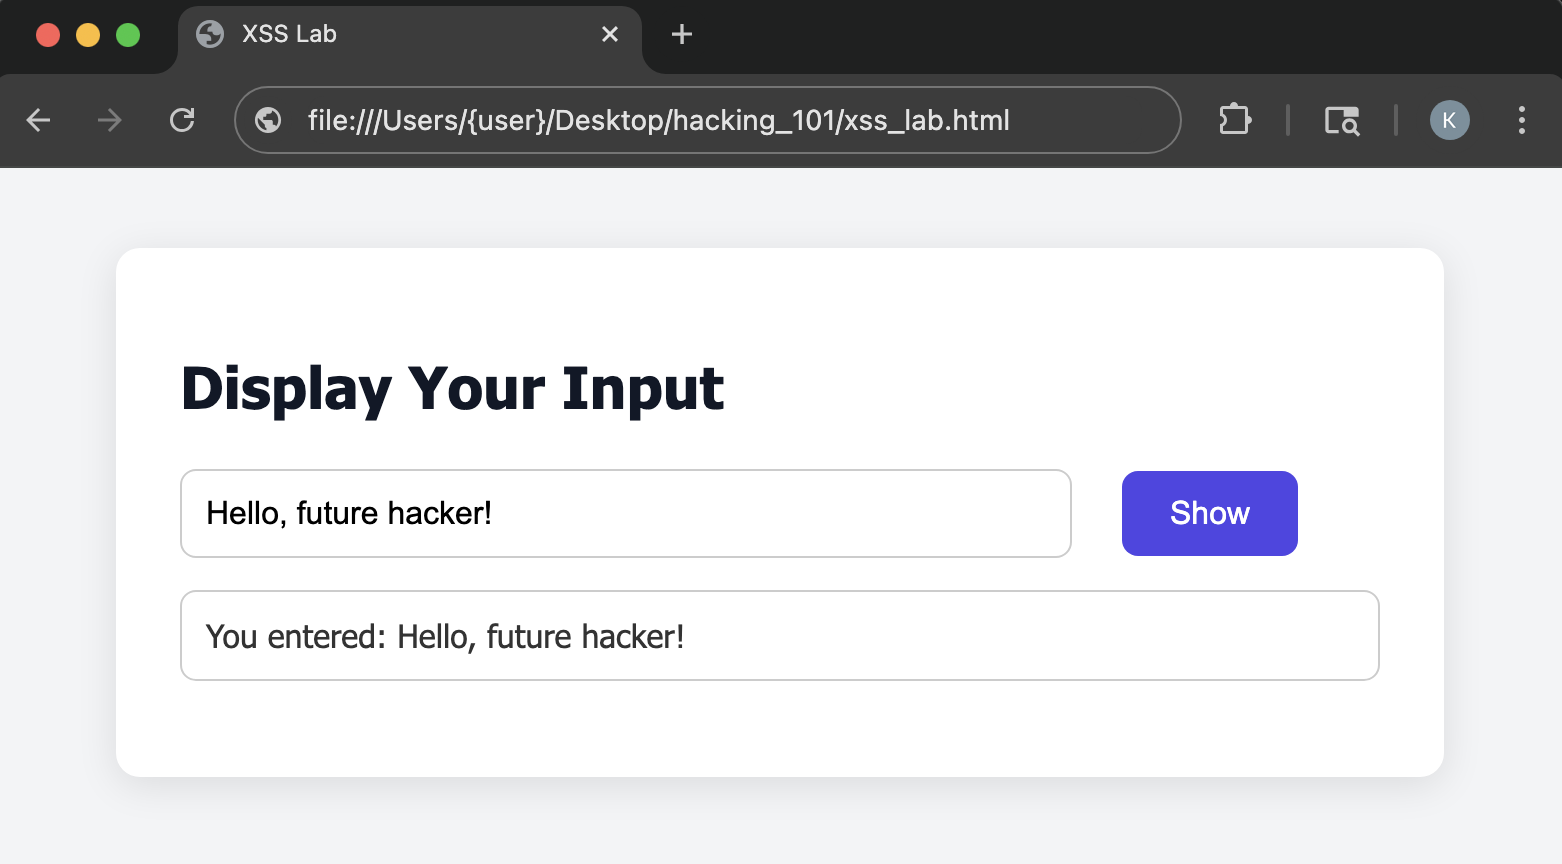 XSS Lab
file:///Users/{user}/Desktop/hacking_101/xss_lab.html
K
Display Your Input
Hello, future hacker!
Show
You entered: Hello, future hacker!